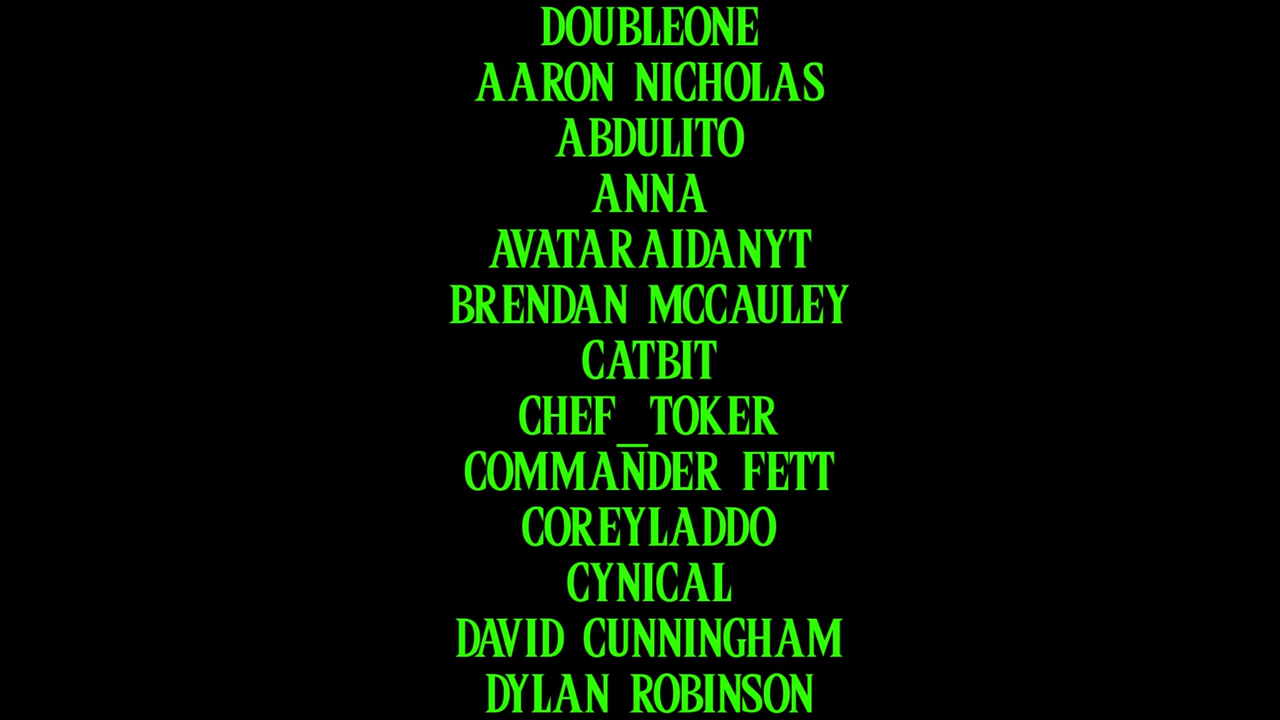 DOUBLEONE
AARON NICHOLAS
ABDULITO
ANNA
AVATARAIDANYT
BRENDAN MCCAULEY
CATBIT
CHEF_TOKER
COMMANDER FETT
COREYLADDO
CYNICAL
DAVID CUNNINGHAM
DYLAN ROBINSON